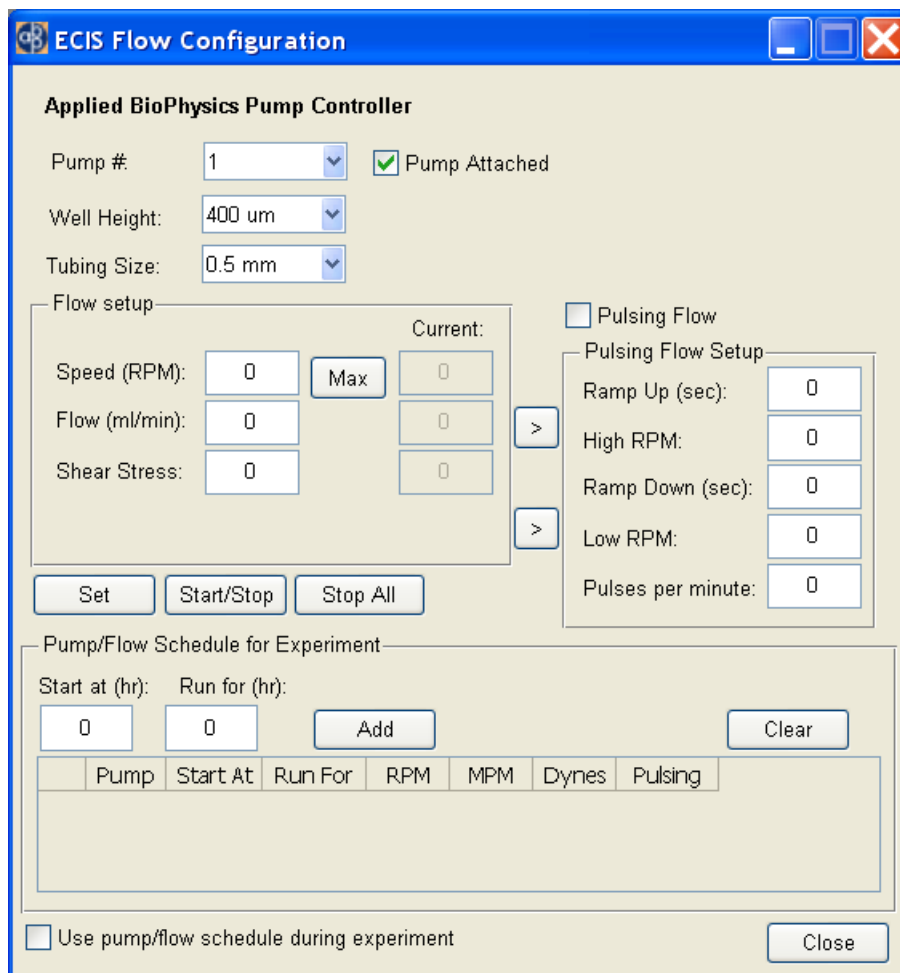 ECIS Flow Configuration
Applied BioPhysics Pump Controller
Pump #: 1 Pump Attached
Well Height: 400 um
Tubing Size: 0.5 mm
Flow setup
Current:
Speed (RPM): 0 Max 0
Flow (ml/min): 0 0
Shear Stress: 0 0
>
>
Pulsing Flow
Pulsing Flow Setup
Ramp Up (sec): 0
High RPM: 0
Ramp Down (sec): 0
Low RPM: 0
Pulses per minute: 0
Set Start/Stop Stop All
Pump/Flow Schedule for Experiment
Start at (hr): Run for (hr):
0 0 Add Clear
Pump Start At Run For RPM MPM Dynes Pulsing
Use pump/flow schedule during experiment Close